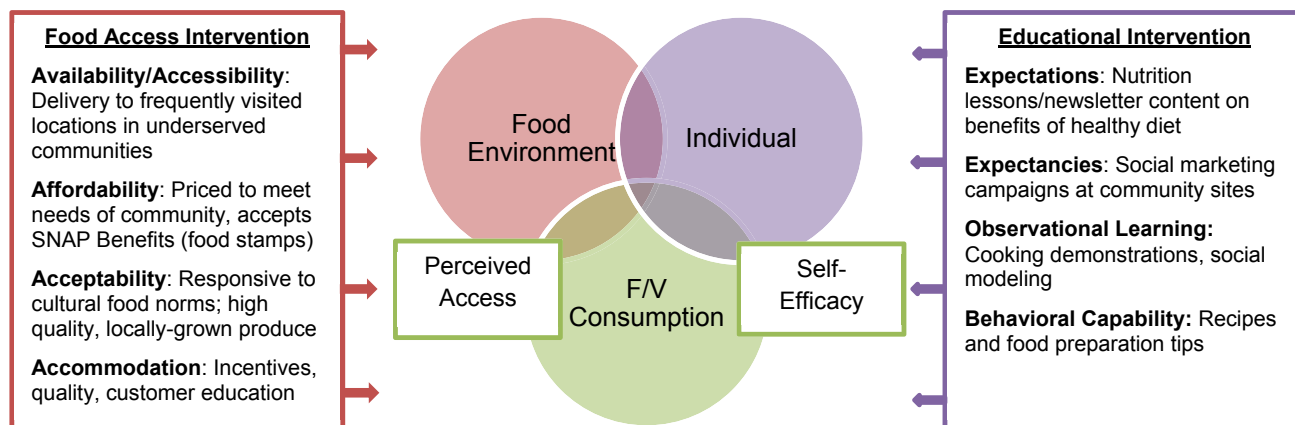 Food Access Intervention
Availability/Accessibility:
Delivery to frequently visited
locations in underserved
communities
Affordability: Priced to meet
needs of community, accepts
SNAP Benefits (food stamps)
Acceptability: Responsive to
cultural food norms; high
quality, locally-grown produce
Accommodation: Incentives,
quality, customer education
Food
Environment
Individual
Perceived
Access
F/V
Consumption
Self-
Efficacy
Educational Intervention
Expectations: Nutrition
lessons/newsletter content on
benefits of healthy diet
Expectancies: Social marketing
campaigns at community sites
Observational Learning:
Cooking demonstrations, social
modeling
Behavioral Capability: Recipes
and food preparation tips